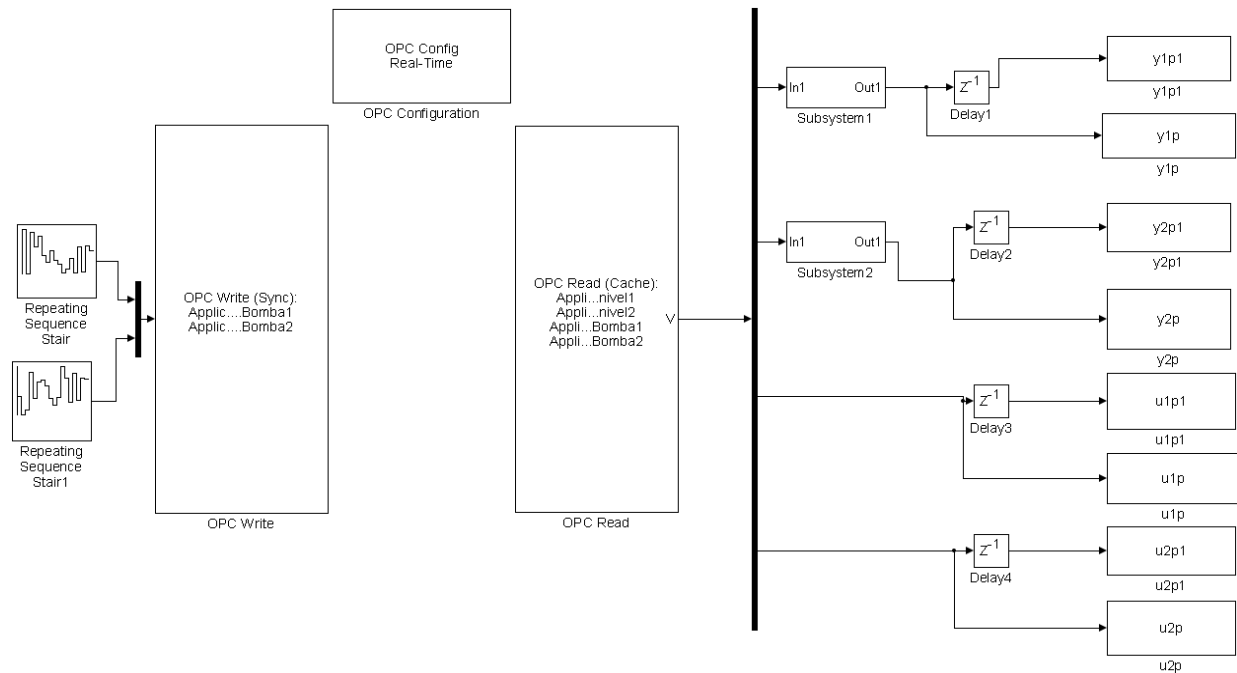 OPC Config
Real-Time
OPC Configuration
Repeating
Sequence
Stair
Repeating
Sequence
Stair1
OPC Write (Sync):
Applic....Bomba1
Applic....Bomba2
OPC Write
OPC Read (Cache):
Appli...nivel1
Appli...nivel2
Appli...Bomba1
Appli...Bomba2
V
OPC Read
In1
Out1
Subsystem1
Z-1
Delay1
y1p1
y1p1
y1p
y1p
In1
Out1
Subsystem2
Z-1
Delay2
y2p1
y2p1
y2p
y2p
Z-1
Delay3
u1p1
u1p1
u1p
u1p
Z-1
Delay4
u2p1
u2p1
u2p
u2p